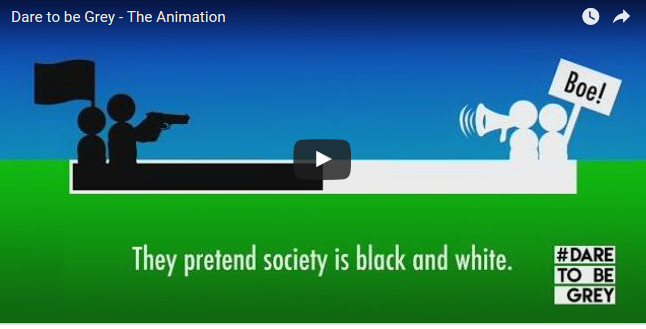 Dare to be Grey - The Animation
Boe!
They pretend society is black and white.
#DARE
TO BE
GREY